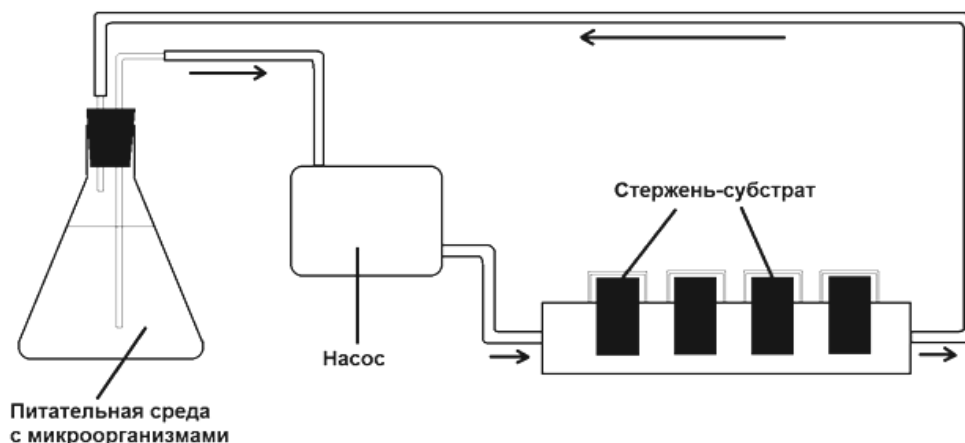 Стержень-субстрат
Насос
Питательная среда
с микроорганизмами